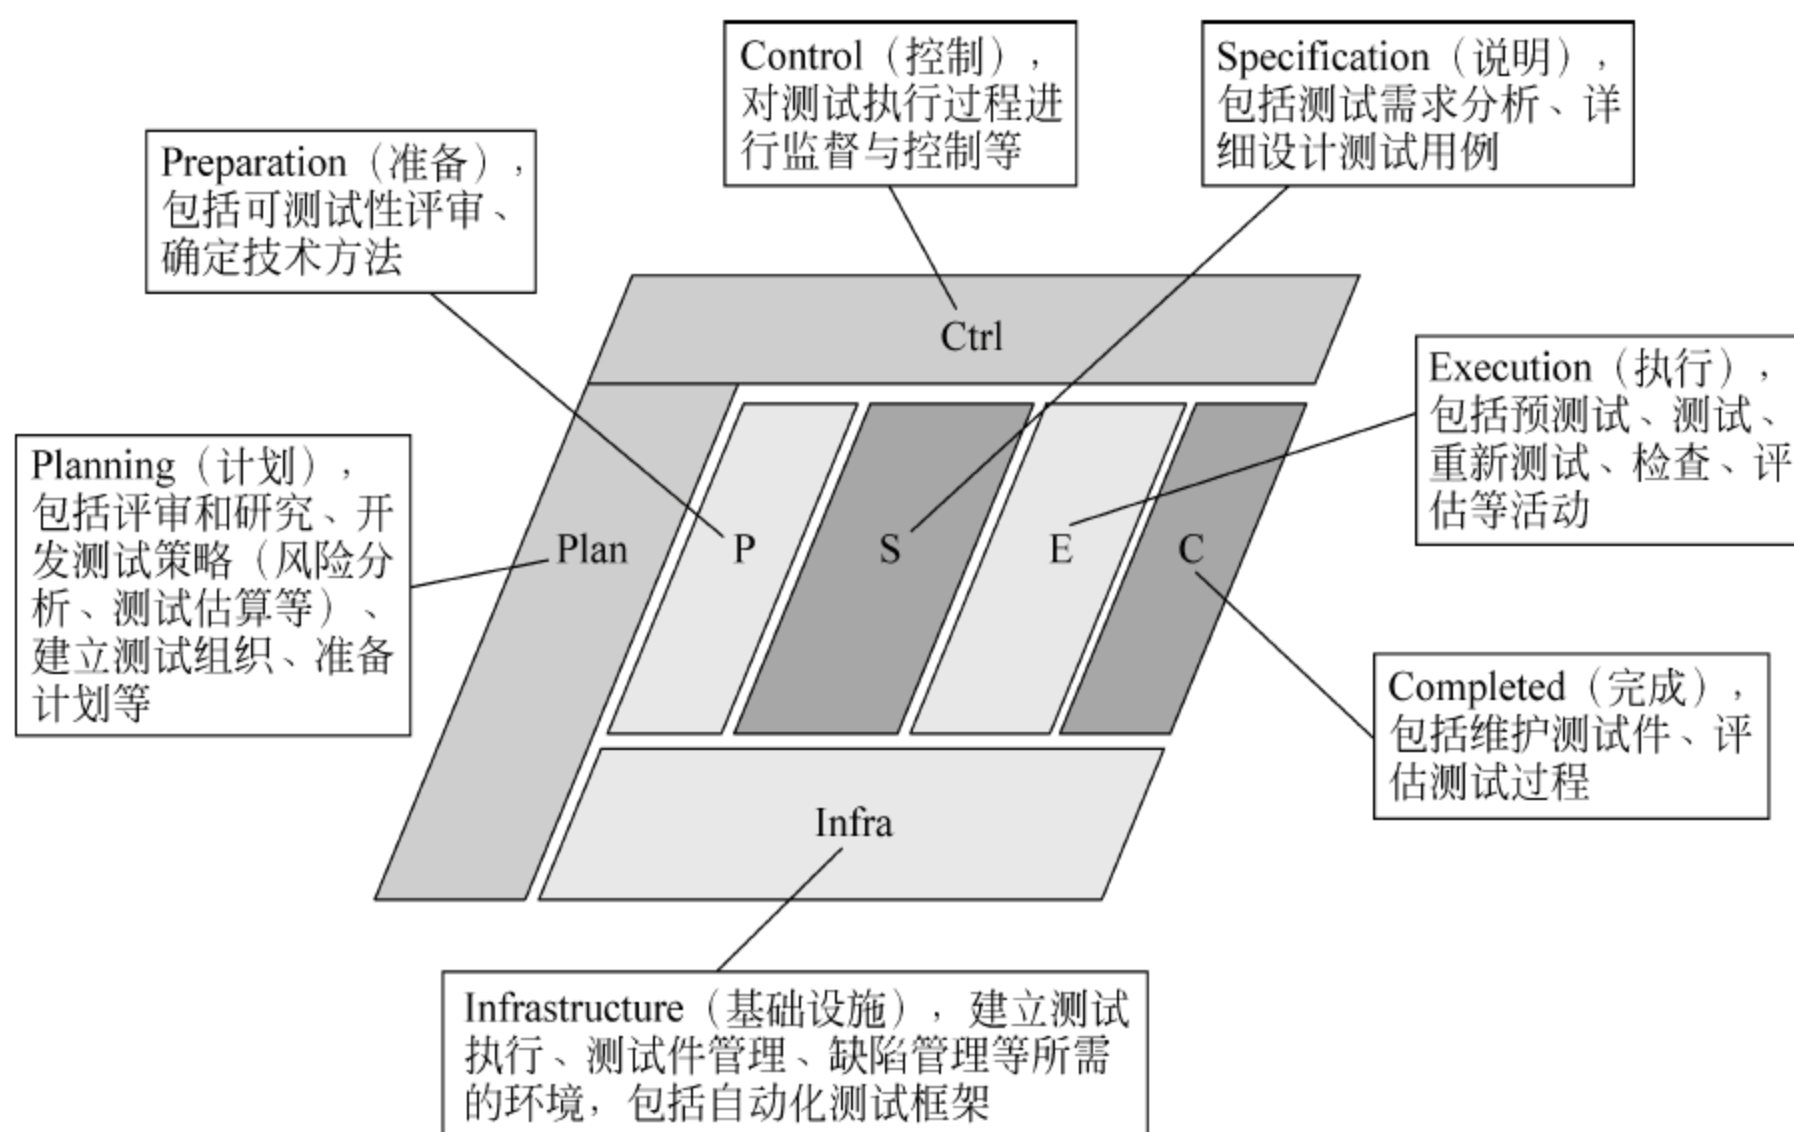 Control（控制），
对测试执行过程进
行监督与控制等
Specification（说明），
包括测试需求分析、详
细设计测试用例
Preparation（准备），
包括可测试性评审、
确定技术方法
Ctrl
Execution（执行），
包括预测试、测试、
重新测试、检查、评
估等活动
Planning（计划），
包括评审和研究、开
发测试策略（风险分
析、测试估算等）、
建立测试组织、准备
计划等
Plan
P
S
E
C
Completed（完成），
包括维护测试件、评
估测试过程
Infra
Infrastructure（基础设施），建立测试
执行、测试件管理、缺陷管理等所需
的环境，包括自动化测试框架